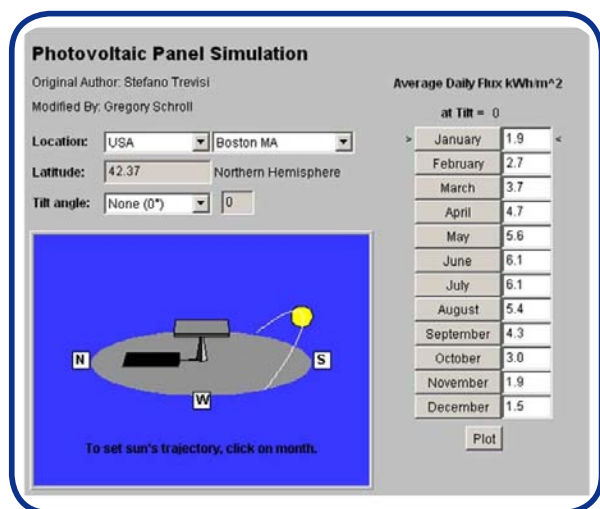 Photovoltaic Panel Simulation
Original Author: Stefano Trevisi
Modified By: Gregory Schroll
Location: USA Boston MA
Latitude: 42.37 Northern Hemisphere
Tilt angle: None (0°) 0
N
S
W
To set sun's trajectory, click on month.
Average Daily Flux kWh/m^2
at Tilt = 0
> January 1.9 <
February 2.7
March 3.7
April 4.7
May 5.6
June 6.1
July 6.1
August 5.4
September 4.3
October 3.0
November 1.9
December 1.5
Plot